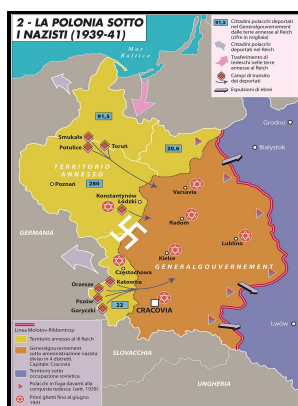 2 - LA POLONIA SOTTO
I NAZISTI (1939-41)
Mar
Baltico
91,5
Cittadini polacchi deportati
nel Generalgouvernement
dalle terre annesse al Reich
(cifre in migliaia)
Cittadini polacchi
deportati nel Reich
Trasferimento di
tedeschi nelle terre
annesse al Reich
Campi di transito
dei deportati
Espulsioni di ebrei
91,5
Grodno
Smukała
Potulice
Toruń
20,6
Białystok
TERRITORIO
ANNESSO
Poznań
280
Konstantynów
Łódzki
Varsavia
Radom
GERMANIA
Lublino
Kielce
GENERALGOUVERNEMENT
Częstochowa
Orzesze
Katowice
Pszów
Goryczki
22
CRACOVIA
Linea Molotov-Ribbentrop
Territorio annesso al III Reich
Generalgouvernement
sotto amministrazione nazista
diviso in 4 distretti.
Capitale: Cracovia
Territorio sotto
occupazione sovietica
Polacchi in fuga davanti alla
conquista tedesca (sett. 1939)
Primi ghetti fino al giugno
1941
Lwów
SLOVACCHIA
UNGHERIA